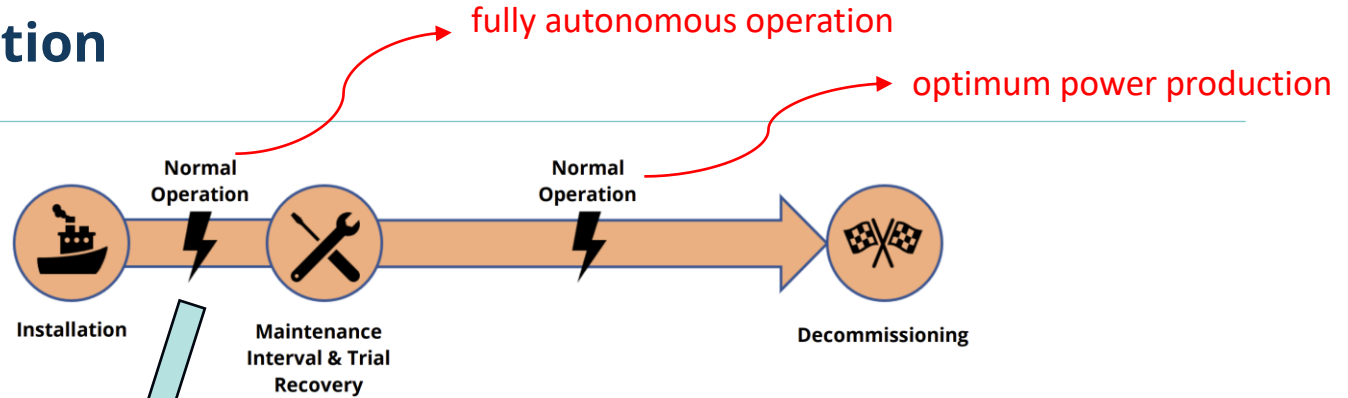 fully autonomous operation
tion
optimum power production
Normal
Operation
Normal
Operation
Installation
Maintenance
Interval & Trial
Recovery
Decommissioning